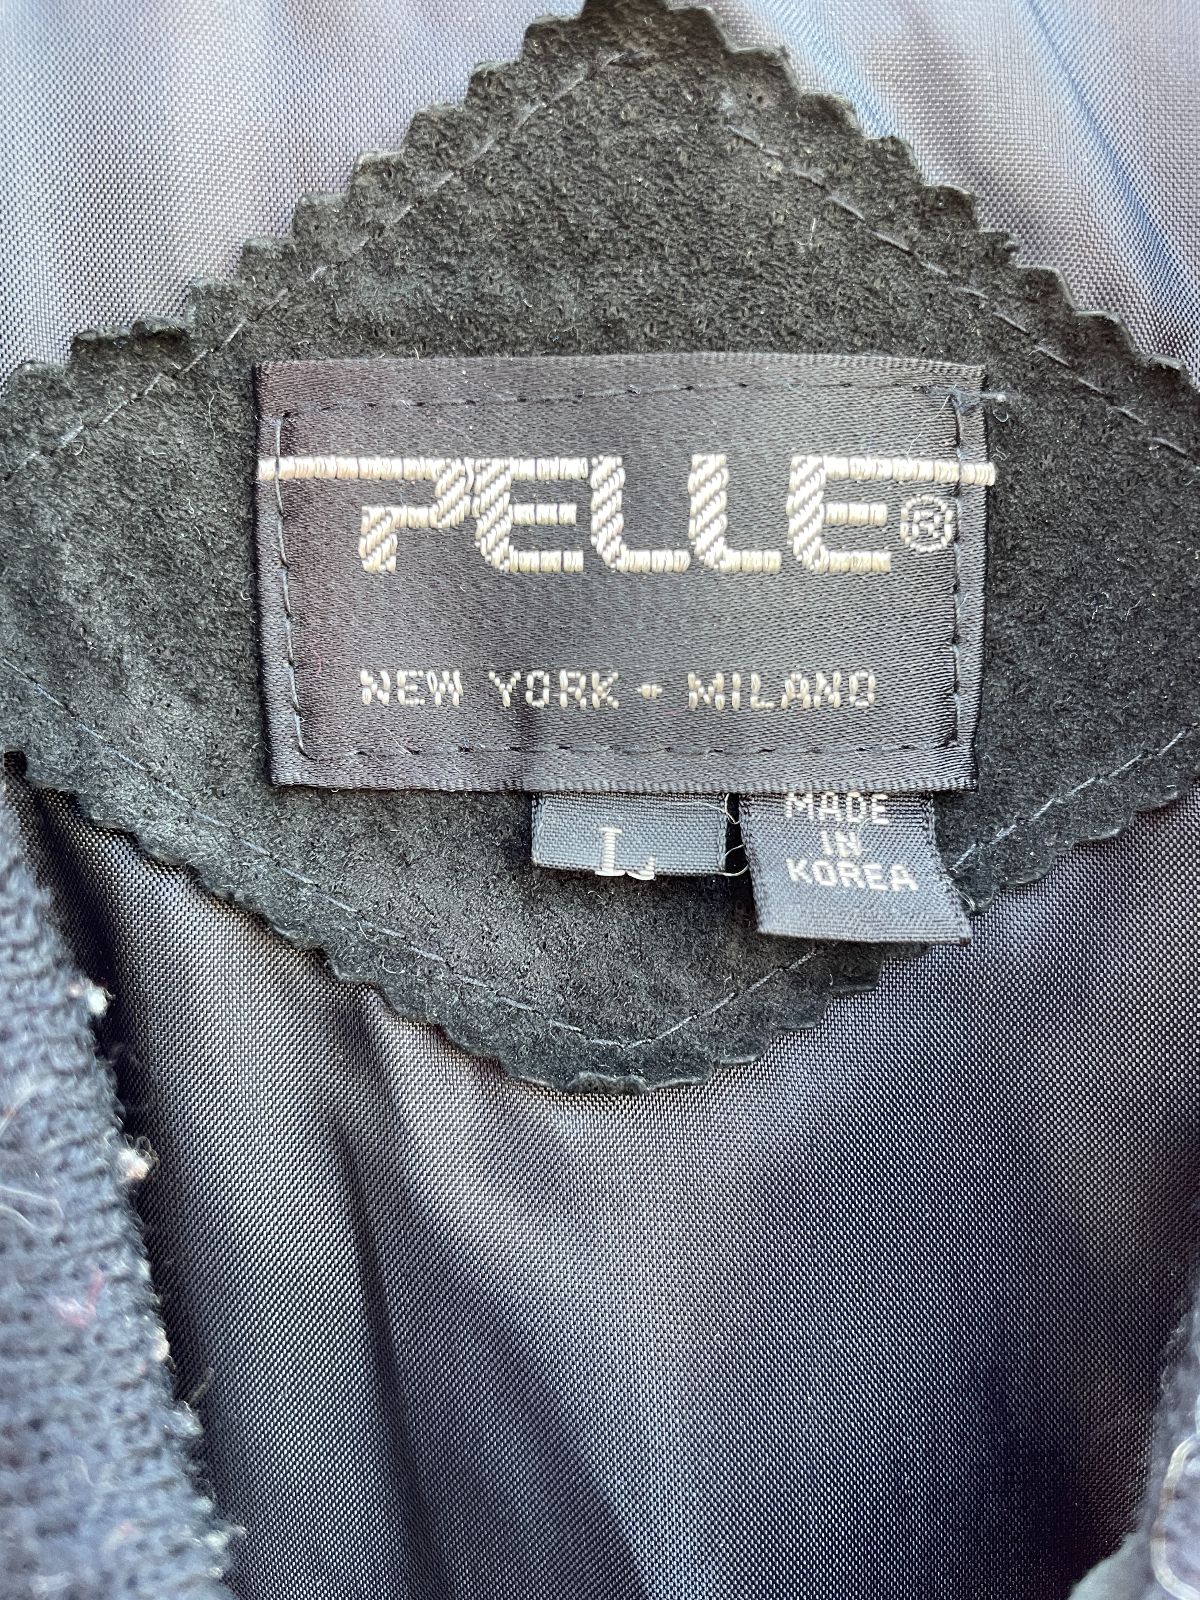 PELLE®
NEW YORK - MILANO
L
MADE
IN
KOREA